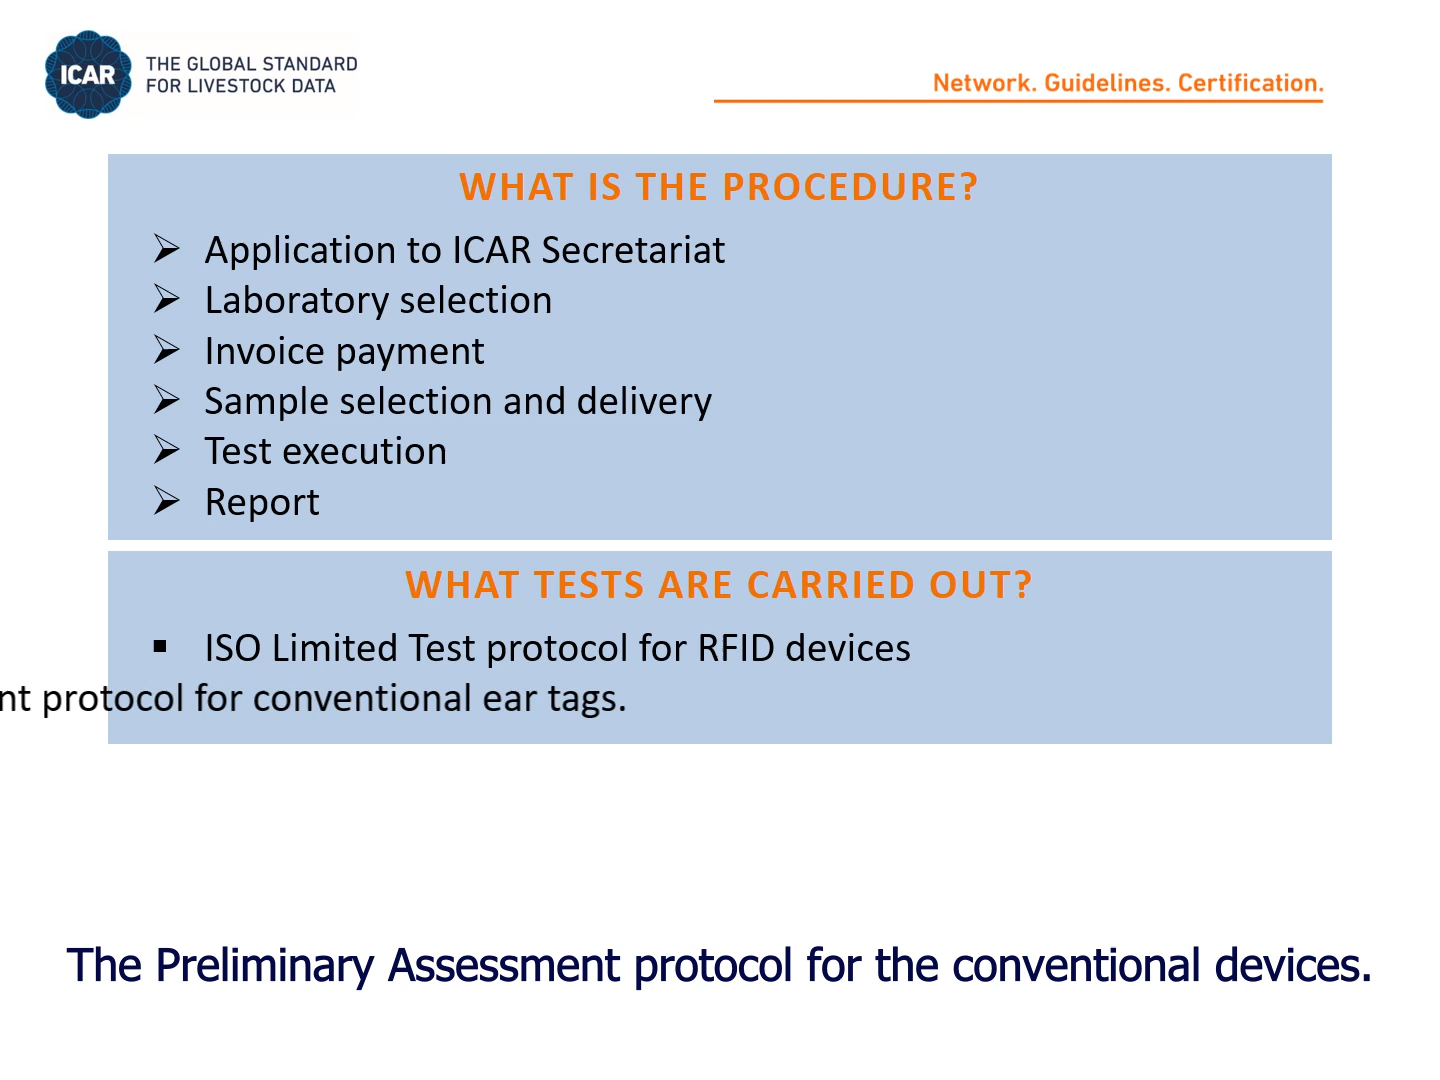 ICAR
THE GLOBAL STANDARD
FOR LIVESTOCK DATA
Network. Guidelines. Certification.
WHAT IS THE PROCEDURE?
Application to ICAR Secretariat
Laboratory selection
Invoice payment
Sample selection and delivery
Test execution
Report
WHAT TESTS ARE CARRIED OUT?
ISO Limited Test protocol for RFID devices
nt protocol for conventional ear tags.
The Preliminary Assessment protocol for the conventional devices.